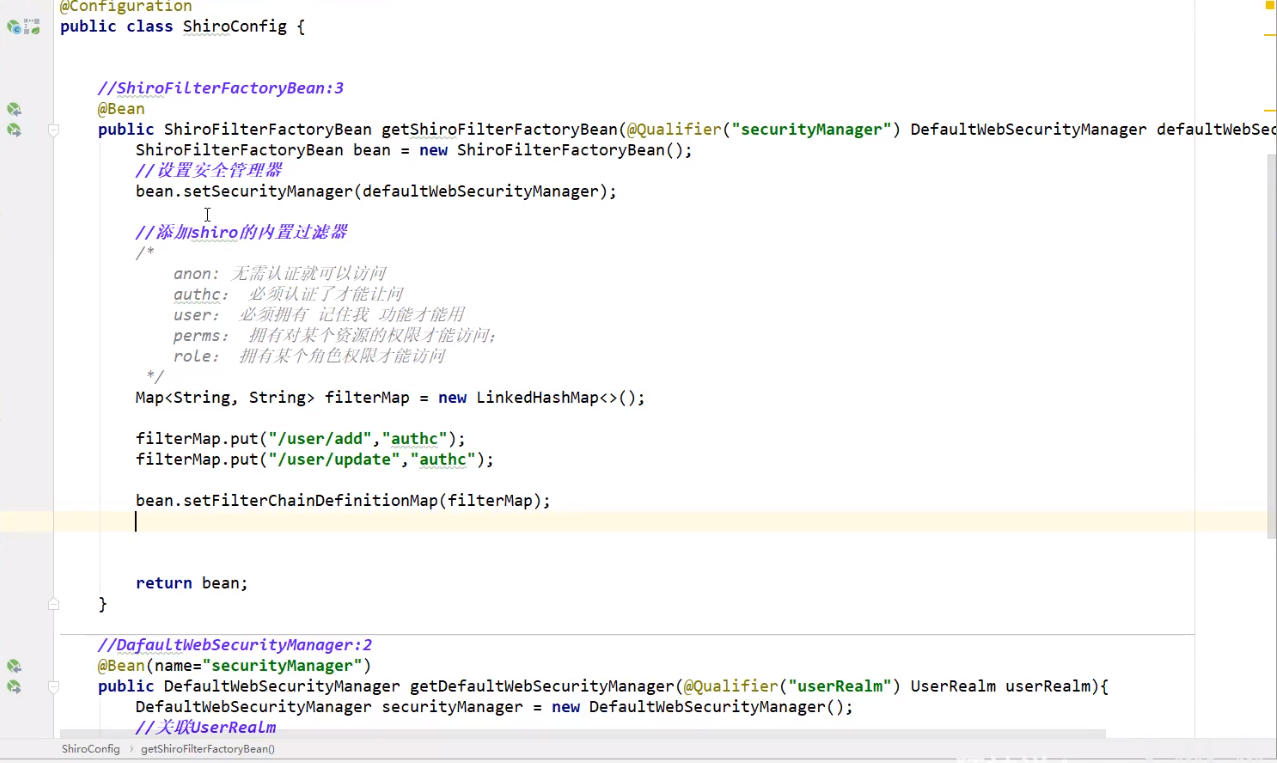 @Configuration
public class ShiroConfig {
//ShiroFilterFactoryBean:3
@Bean
public ShiroFilterFactoryBean getShiroFilterFactoryBean(@Qualifier("securityManager") DefaultWebSecurityManager defaultWebSec
ShiroFilterFactoryBean bean = new ShiroFilterFactoryBean();
//设置安全管理器
bean.setSecurityManager(defaultWebSecurityManager);
//添加shiro的内置过滤器
/*
anon: 无需认证就可以访问
authc: 必须认证了才能让问
user: 必须拥有 记住我 功能才能用
perms: 拥有对某个资源的权限才能访问;
role: 拥有某个角色权限才能访问
*/
Map<String, String> filterMap = new LinkedHashMap<>();
filterMap.put("/user/add","authc");
filterMap.put("/user/update","authc");
bean.setFilterChainDefinitionMap(filterMap);
return bean;
}
//DafaultWebSecurityManager:2
@Bean(name="securityManager")
public DefaultWebSecurityManager getDefaultWebSecurityManager(@Qualifier("userRealm") UserRealm userRealm){
DefaultWebSecurityManager securityManager = new DefaultWebSecurityManager();
//关联UserRealm
ShiroConfig › getShiroFilterFactoryBean()